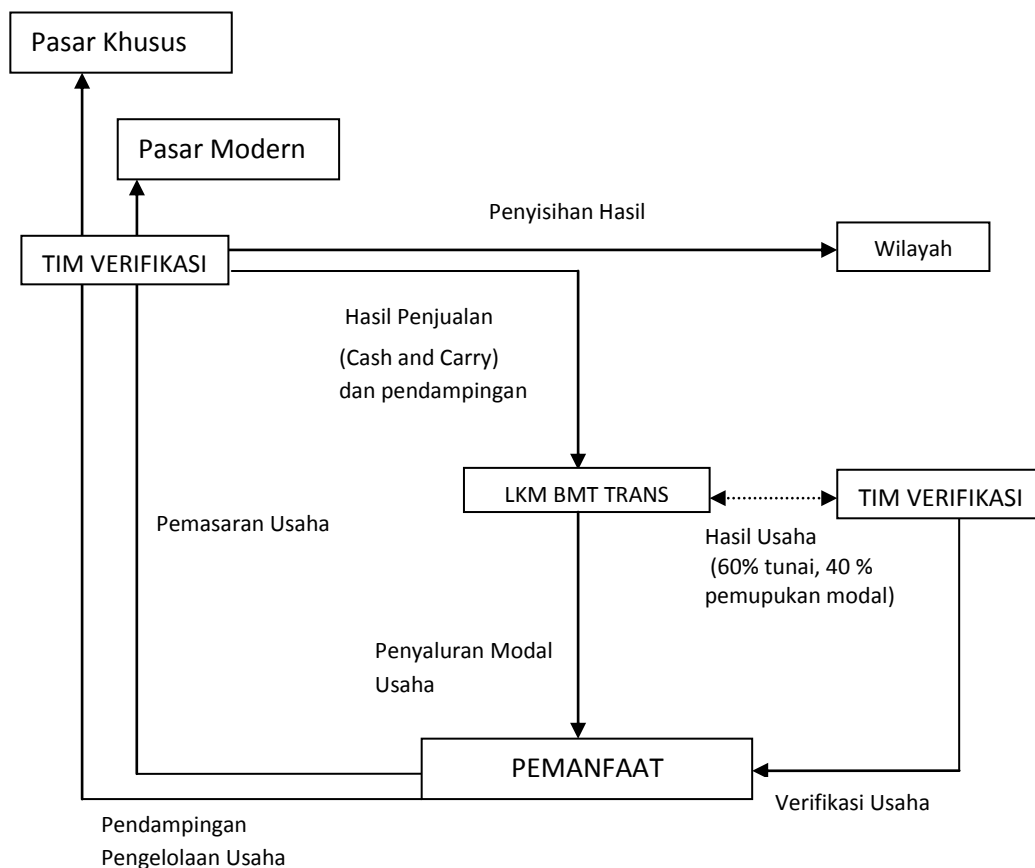 Pasar Khusus
Pasar Modern
Penyisihan Hasil
TIM VERIFIKASI
Wilayah
Hasil Penjualan
(Cash and Carry)
dan pendampingan
LKM BMT TRANS
TIM VERIFIKASI
Pemasaran Usaha
Hasil Usaha
(60% tunai, 40 %
pemupukan modal)
Penyaluran Modal
Usaha
PEMANFAAT
Verifikasi Usaha
Pendampingan
Pengelolaan Usaha